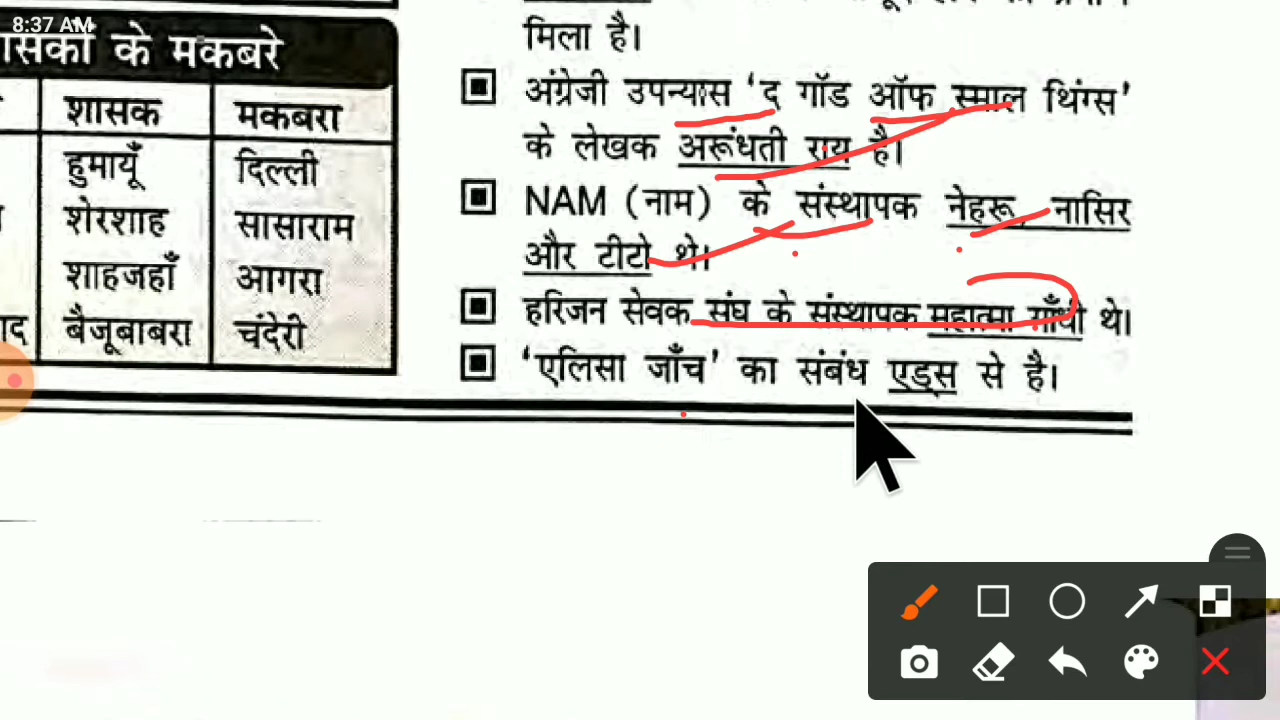 8:37 AM
के मकबरे
शासक मकबरा
हुमायूँ दिल्ली
शेरशाह सासाराम
शाहजहाँ आगरा
बैजूबाबरा चंदेरी
मिला है।
अंग्रेजी उपन्यास ‘द गॉड ऑफ स्माल थिंग्स’
के लेखक अरूंधती राय है।
NAM (नाम) के संस्थापक नेहरू, नासिर
और टीटो थे।
हरिजन सेवक संघ के संस्थापक महात्मा गाँधी थे।
‘एलिसा जाँच’ का संबंध एड्स से है।